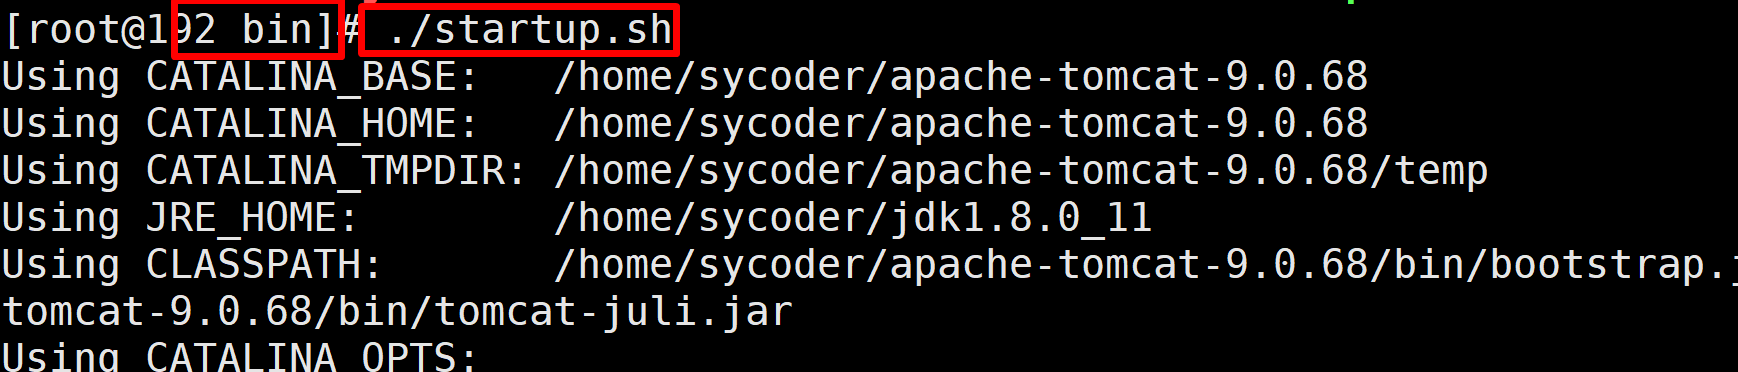 [root@192 bin]# ./startup.sh
Using CATALINA_BASE:   /home/sycoder/apache-tomcat-9.0.68
Using CATALINA_HOME:   /home/sycoder/apache-tomcat-9.0.68
Using CATALINA_TMPDIR: /home/sycoder/apache-tomcat-9.0.68/temp
Using JRE_HOME:        /home/sycoder/jdk1.8.0_11
Using CLASSPATH:       /home/sycoder/apache-tomcat-9.0.68/bin/bootstrap.j
tomcat-9.0.68/bin/tomcat-juli.jar
Using CATALINA_OPTS: